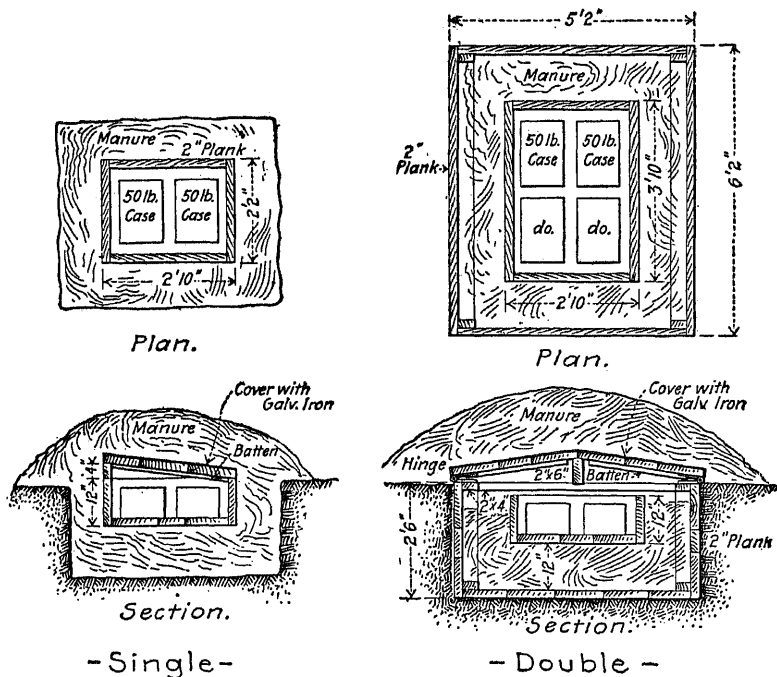 Manure
2" Plank
50 lb.
Case
50 lb.
Case
2'2"
2'10"
Plan.
5'2"
Manure
2"
Plank
50 lb.
Case
50 lb.
Case
do.
do.
3'10"
6'2"
2'10"
Plan.
Cover with
Galv. Iron
Manure
Batten
4"
12"
Section.
- Single -
Cover with
Galv. Iron
Manure
Hinge
2"x6"
Batten
2"x4"
12"
2'6"
2" Plank
12"
Section.
- Double -